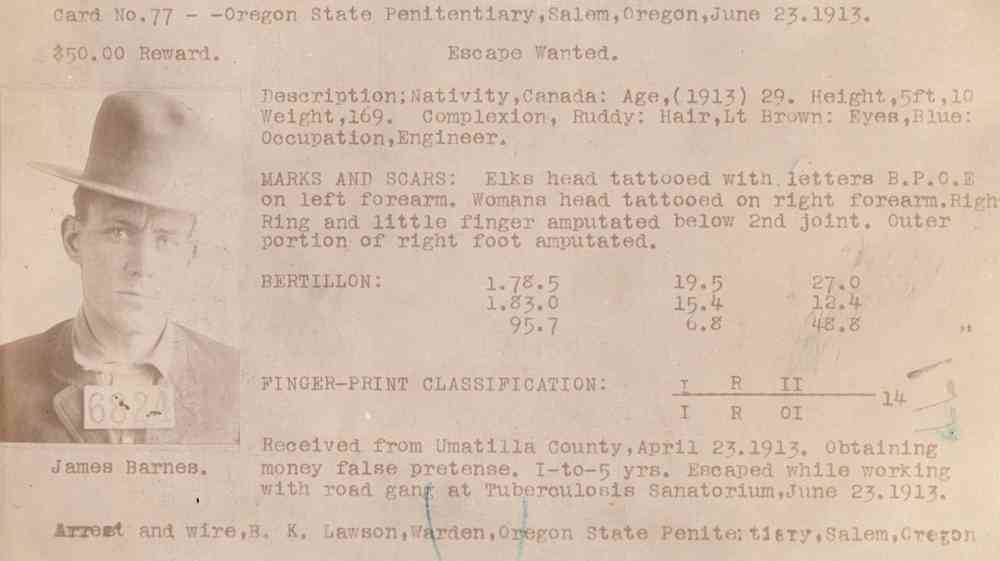 Card No.77 - -Oregon State Penitentiary,Salem,Oregon,June 23.1913.
$50.00 Reward. Escape Wanted.
Description;Nativity,Canada: Age,(1913) 29. Height,5ft,10
Weight,169. Complexion, Ruddy: Hair,Lt Brown: Eyes,Blue:
Occupation,Engineer.
MARKS AND SCARS: Elks head tattooed with letters B.P.O.E
on left forearm. Womans head tattooed on right forearm.Righ
Ring and little finger amputated below 2nd joint. Outer
portion of right foot amputated.
BERTILLON: 1.78.5 19.5 27.0
1.83.0 15.4 12.4
95.7 6.8 48.8
FINGER-PRINT CLASSIFICATION: I R II
14
I R OI
Received from Umatilla County,April 23.1913. Obtaining
money false pretense. I-to-5 yrs. Escaped while working
with road gang at Tuberculosis Sanatorium,June 23.1913.
James Barnes.
Arrest and wire,B. K. Lawson,Warden,Oregon State Penitentiary,Salem,Oregon